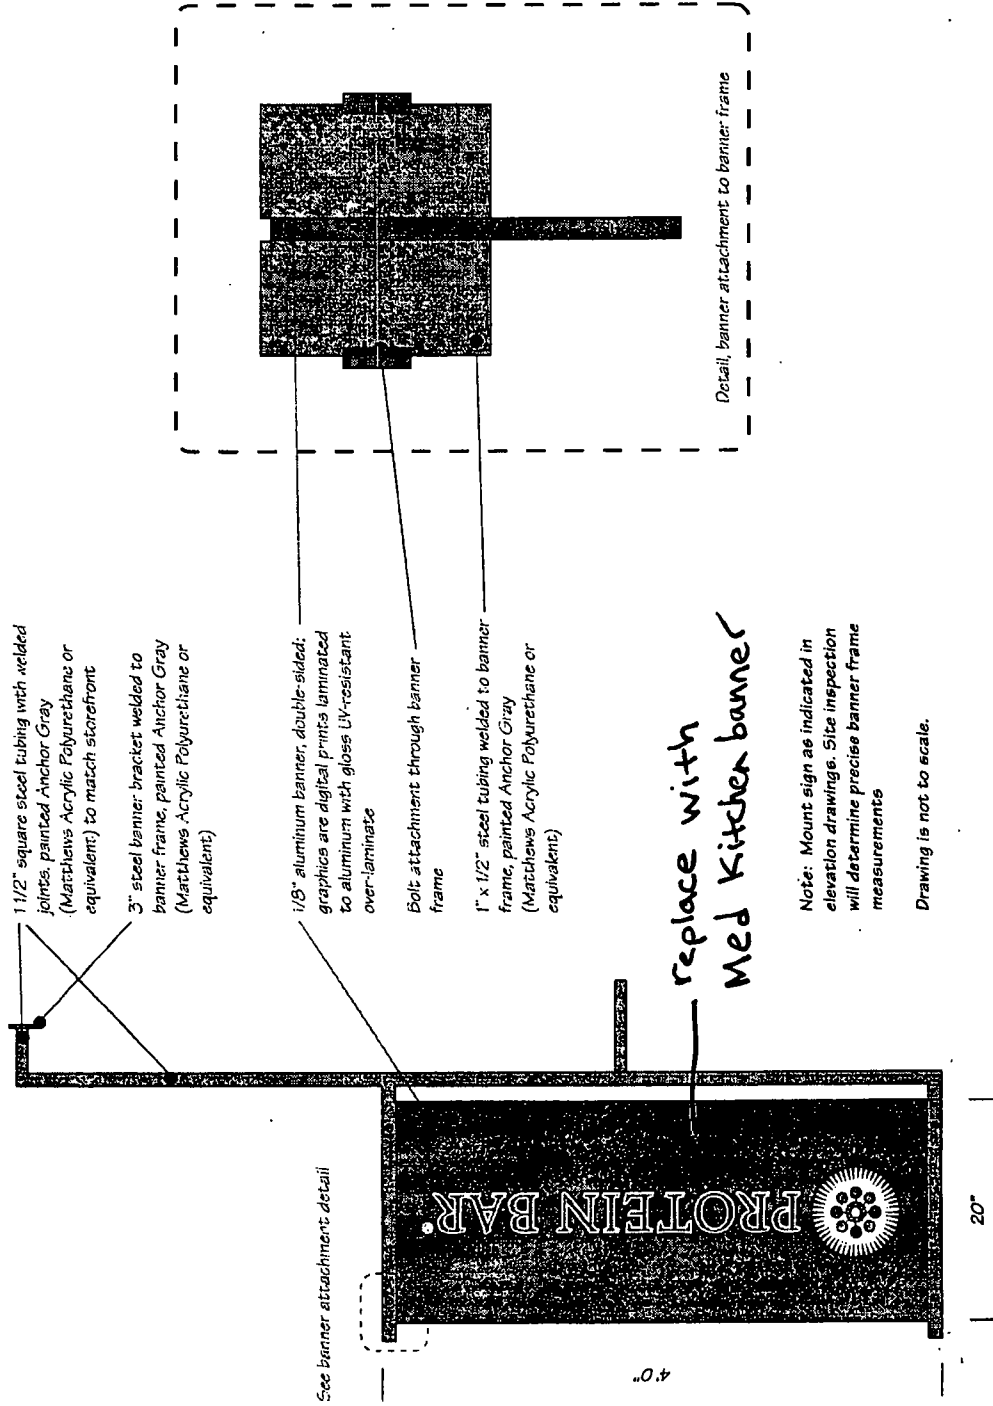 1 1/2" square steel tubing with welded
joints, painted Anchor Gray
(Matthews Acrylic Polyurethane or
equivalent) to match storefront
3" steel banner bracket welded to
banner frame, painted Anchor Gray
(Matthews Acrylic Polyurethane or
equivalent)
1/8" aluminum banner, double-sided;
graphics are digital prints laminated
to aluminum with gloss UV-resistant
over-laminate
Bolt attachment through banner
frame
1" x 1/2" steel tubing welded to banner
frame, painted Anchor Gray
(Matthews Acrylic Polyurethane or
equivalent)
Detail, banner attachment to banner frame
See banner attachment detail
PROTEIN BAR
replace with
Med Kitchen banner
4'0"
20"
Note: Mount sign as indicated in
elevation drawings. Site inspection
will determine precise banner frame
measurements
Drawing is not to scale.